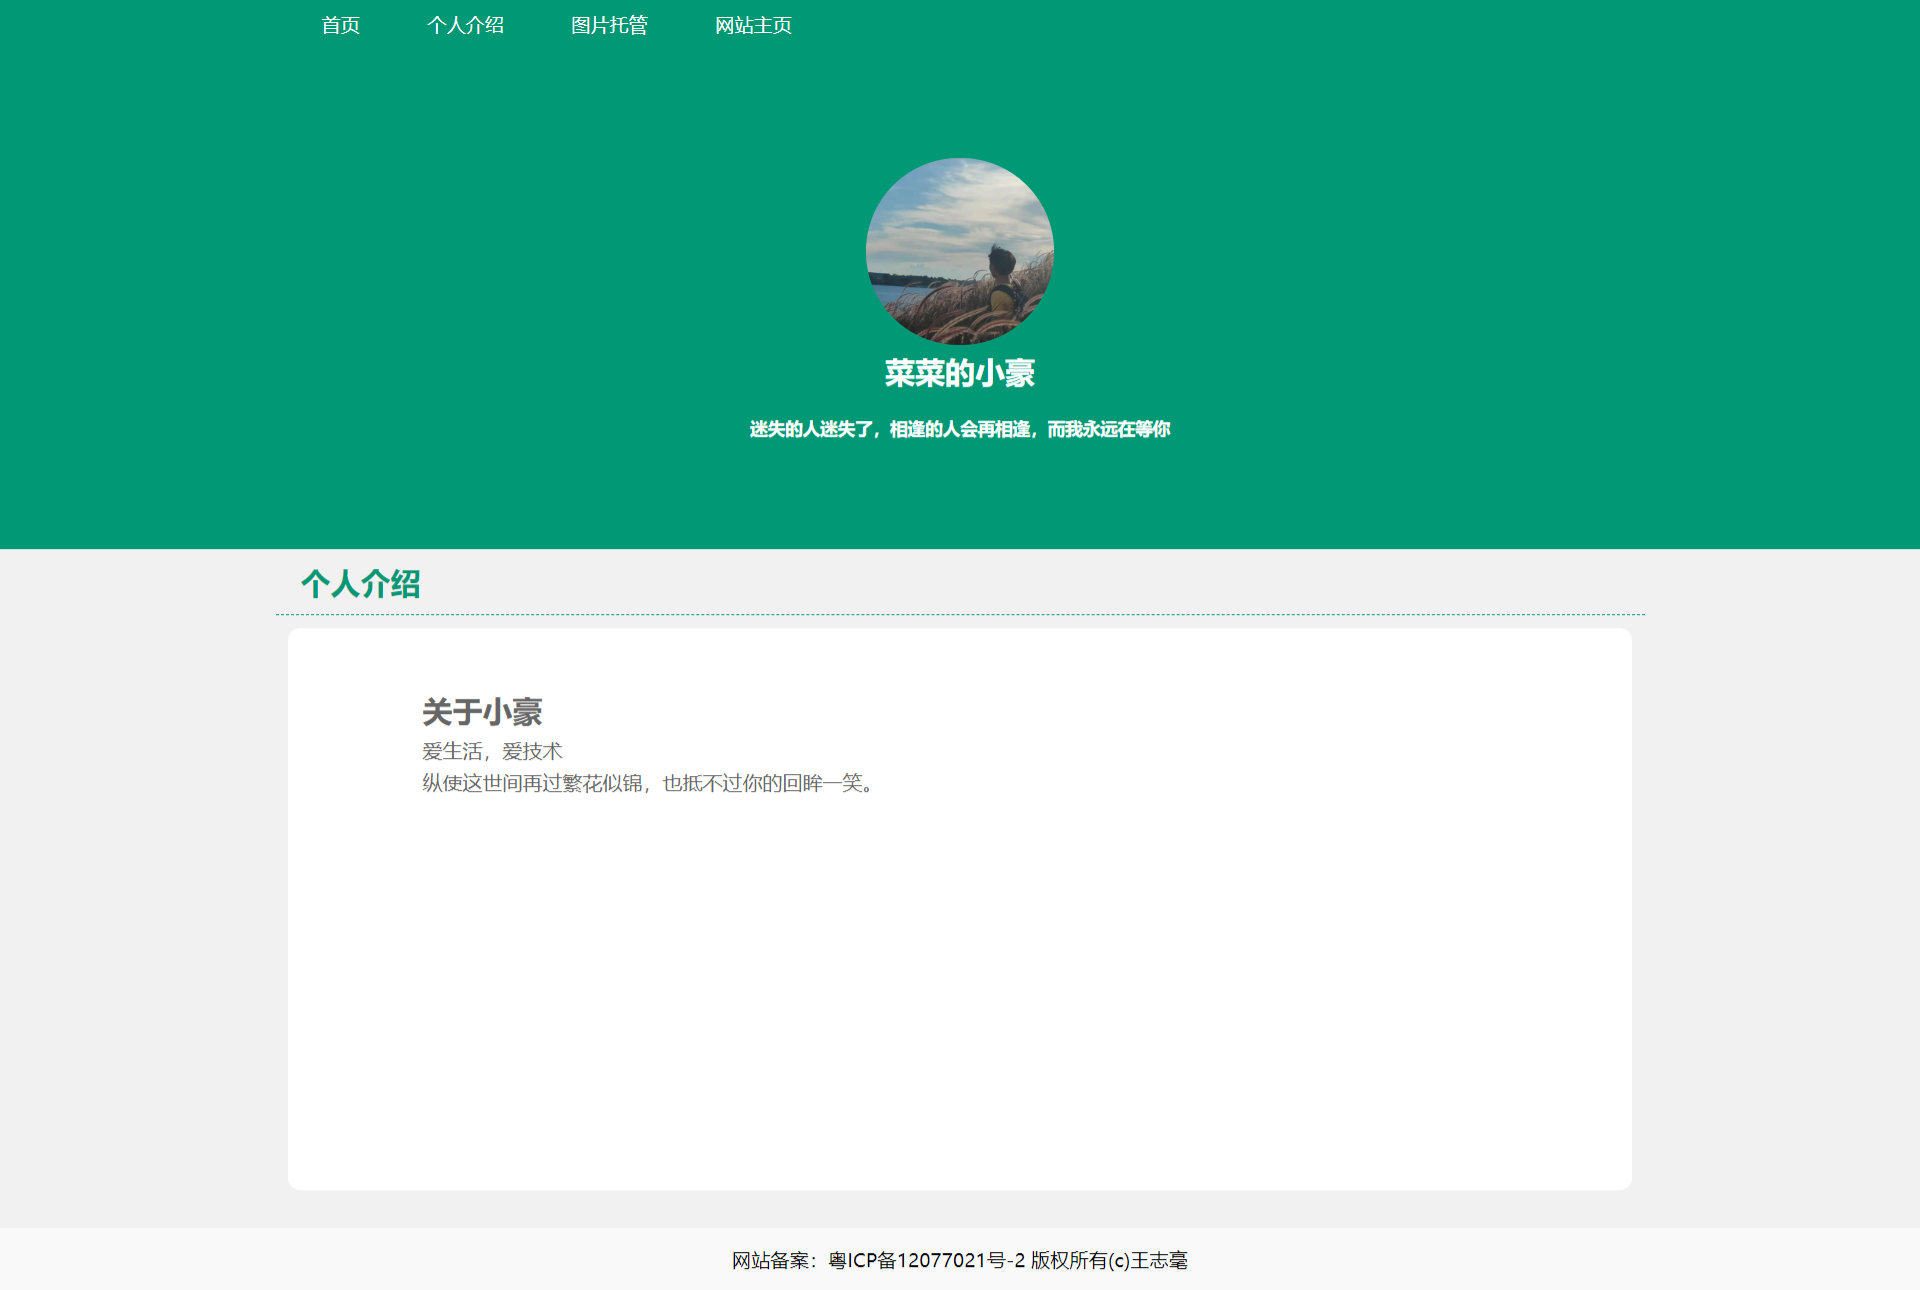 首页 个人介绍 图片托管 网站主页
菜菜的小豪
迷失的人迷失了，相逢的人会再相逢，而我永远在等你
个人介绍
关于小豪
爱生活，爱技术
纵使这世间再过繁花似锦，也抵不过你的回眸一笑。
网站备案：粤ICP备12077021号-2 版权所有(c)王志毫